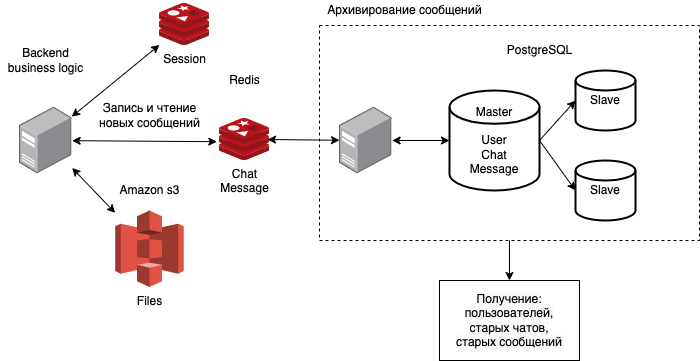 Архивирование сообщений
Backend
business logic
Session
PostgreSQL
Redis
Запись и чтение
новых сообщений
Master
User
Chat
Message
Slave
Chat
Message
Slave
Amazon s3
Files
Получение:
пользователей,
старых чатов,
старых сообщений